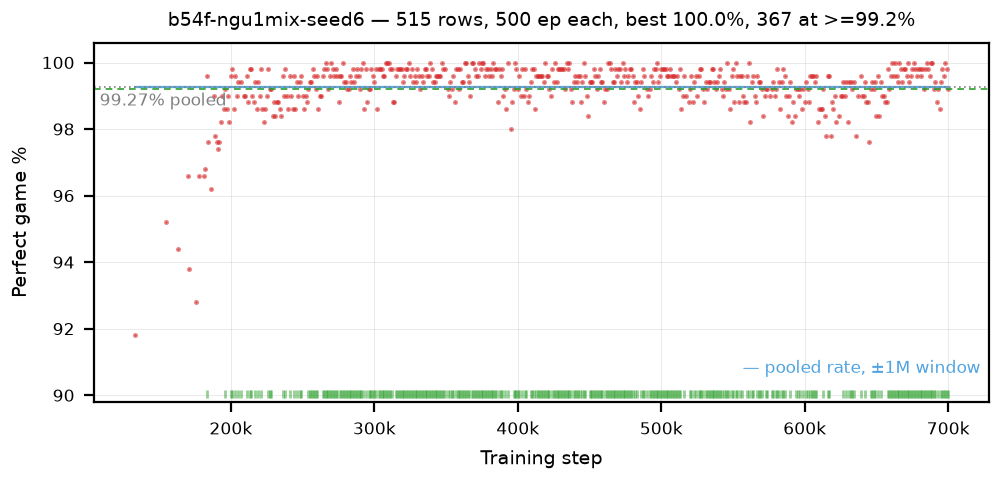 b54f-ngu1mix-seed6 — 515 rows, 500 ep each, best 100.0%, 367 at >=99.2%
Perfect game %
100
98
96
94
92
90
99.27% pooled
— pooled rate, ±1M window
200k
300k
400k
500k
600k
700k
Training step